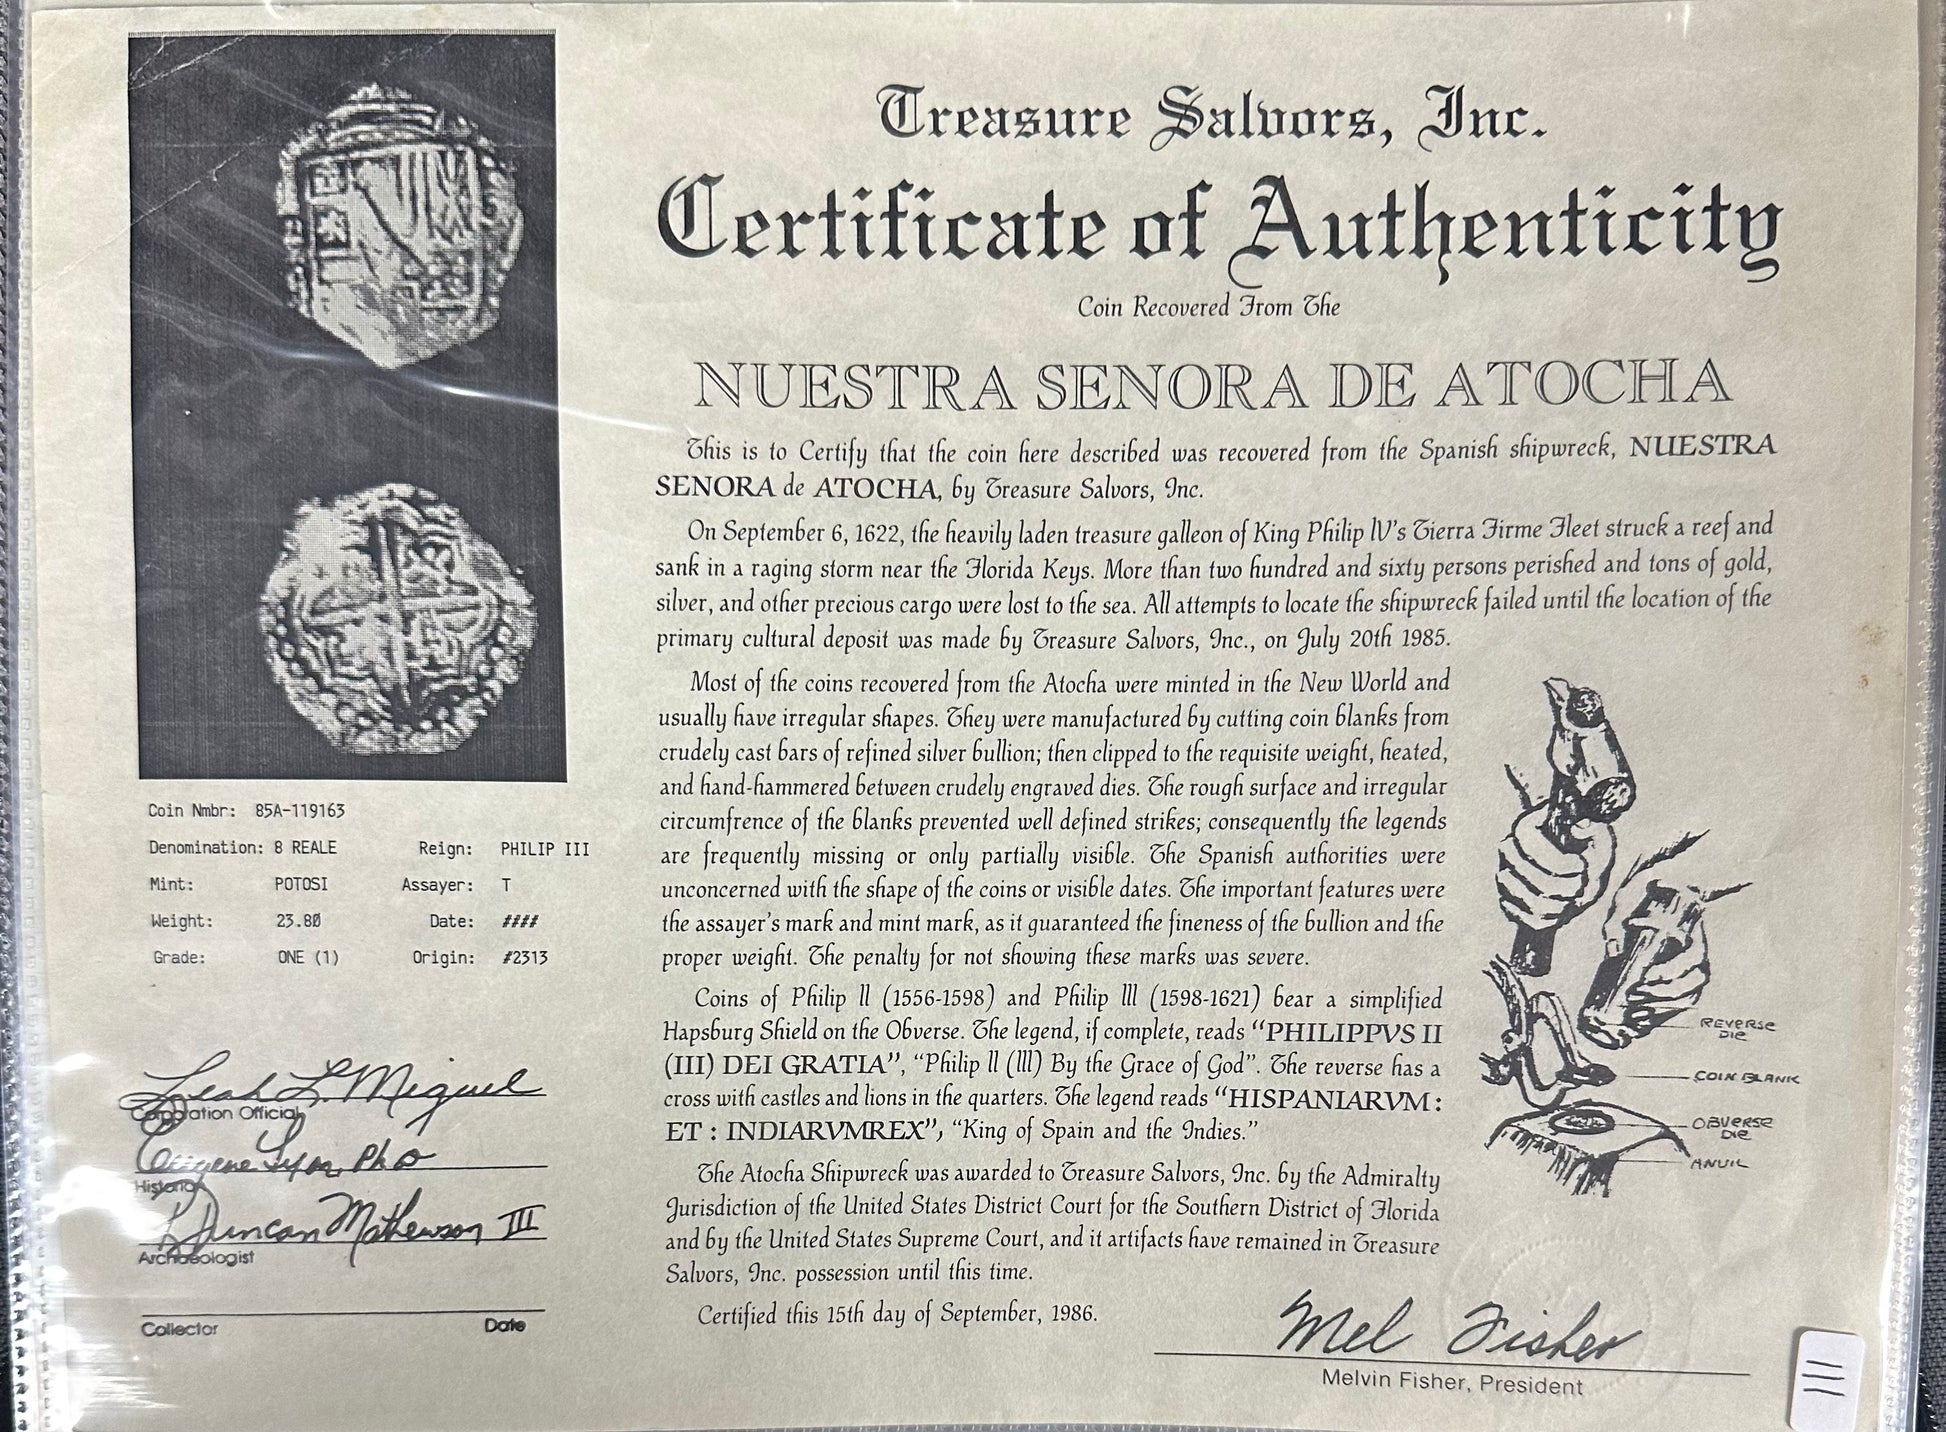 Treasure Salvors, Inc.
Certificate of Authenticity
Coin Recovered From The
NUESTRA SENORA DE ATOCHA
This is to Certify that the coin here described was recovered from the Spanish shipwreck, NUESTRA
SENORA de ATOCHA, by Treasure Salvors, Inc.
On September 6, 1622, the heavily laden treasure galleon of King Philip lV's Tierra Firme Fleet struck a reef and
sank in a raging storm near the Florida Keys. More than two hundred and sixty persons perished and tons of gold,
silver, and other precious cargo were lost to the sea. All attempts to locate the shipwreck failed until the location of the
primary cultural deposit was made by Treasure Salvors, Inc., on July 20th 1985.
Most of the coins recovered from the Atocha were minted in the New World and
usually have irregular shapes. They were manufactured by cutting coin blanks from
crudely cast bars of refined silver bullion; then clipped to the requisite weight, heated,
and hand-hammered between crudely engraved dies. The rough surface and irregular
circumfrence of the blanks prevented well defined strikes; consequently the legends
are frequently missing or only partially visible. The Spanish authorities were
unconcerned with the shape of the coins or visible dates. The important features were
the assayer's mark and mint mark, as it guaranteed the fineness of the bullion and the
proper weight. The penalty for not showing these marks was severe.
Coins of Philip ll (1556-1598) and Philip lll (1598-1621) bear a simplified
Hapsburg Shield on the Obverse. The legend, if complete, reads "PHILIPPVS II
(III) DEI GRATIA", "Philip ll (lll) By the Grace of God". The reverse has a
cross with castles and lions in the quarters. The legend reads "HISPANIARVM :
ET : INDIARVMREX", "King of Spain and the Indies."
The Atocha Shipwreck was awarded to Treasure Salvors, Inc. by the Admiralty
Jurisdiction of the United States District Court for the Southern District of Florida
and by the United States Supreme Court, and it artifacts have remained in Treasure
Salvors, Inc. possession until this time.
Certified this 15th day of September, 1986.
Mel Fisher
Melvin Fisher, President
REVERSE
DIE
COIN BLANK
OBVERSE
DIE
ANVIL
Coin Nmbr: 85A-119163
Denomination: 8 REALE Reign: PHILIP III
Mint: POTOSI Assayer: T
Weight: 23.80 Date: ####
Grade: ONE (1) Origin: #2313
Leah L. Miguel
Corporation Official
Eugene Lyon, Ph D
Historian
R Duncan Mathewson III
Archaeologist
Collector Date
III